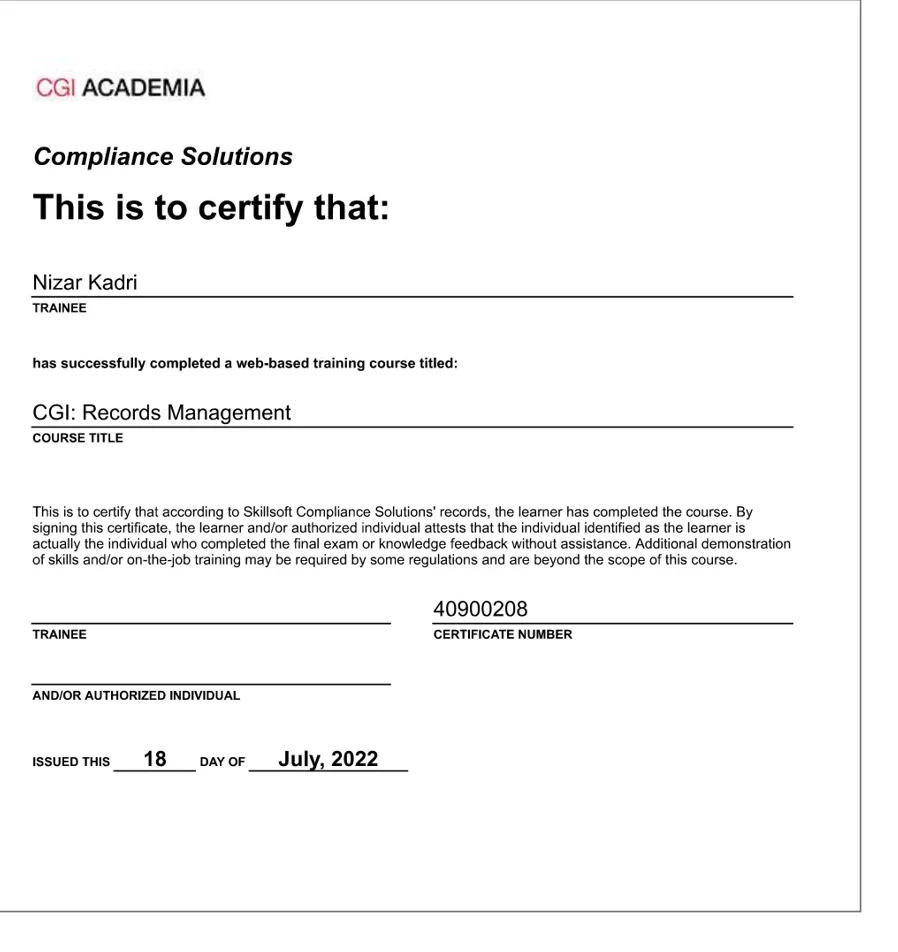 CGI ACADEMIA
Compliance Solutions
This is to certify that:
Nizar Kadri
TRAINEE
has successfully completed a web-based training course titled:
CGI: Records Management
COURSE TITLE
This is to certify that according to Skillsoft Compliance Solutions' records, the learner has completed the course. By
signing this certificate, the learner and/or authorized individual attests that the individual identified as the learner is
actually the individual who completed the final exam or knowledge feedback without assistance. Additional demonstration
of skills and/or on-the-job training may be required by some regulations and are beyond the scope of this course.
40900208
TRAINEE CERTIFICATE NUMBER
AND/OR AUTHORIZED INDIVIDUAL
ISSUED THIS 18 DAY OF July, 2022